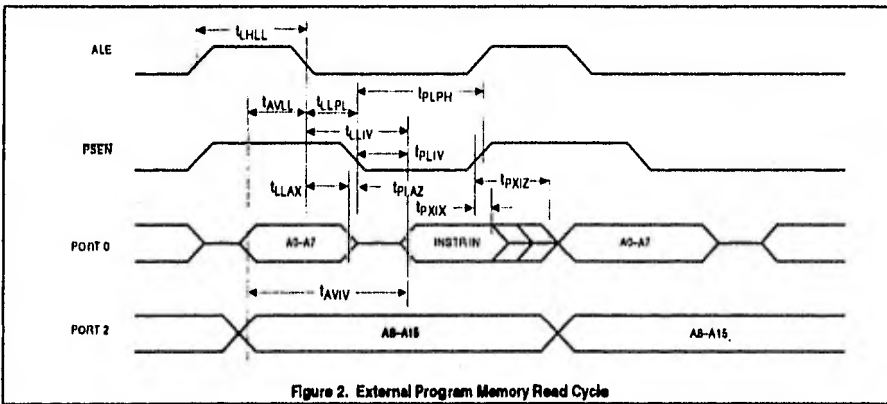 ALE
tLHLL
tAVLL
tLLPL
tPLPH
tLLIV
PSEN
tPLIV
tLLAX
tPLAZ
tPXIZ
tPXIX
PORT 0
A0–A7
INSTR IN
A0–A7
tAVIV
PORT 2
A8–A15
A8–A15
Figure 2. External Program Memory Read Cycle